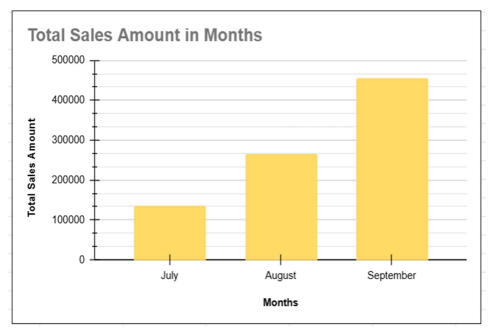 Total Sales Amount in Months
500000
400000
300000
200000
100000
0
Total Sales Amount
July August September
Months